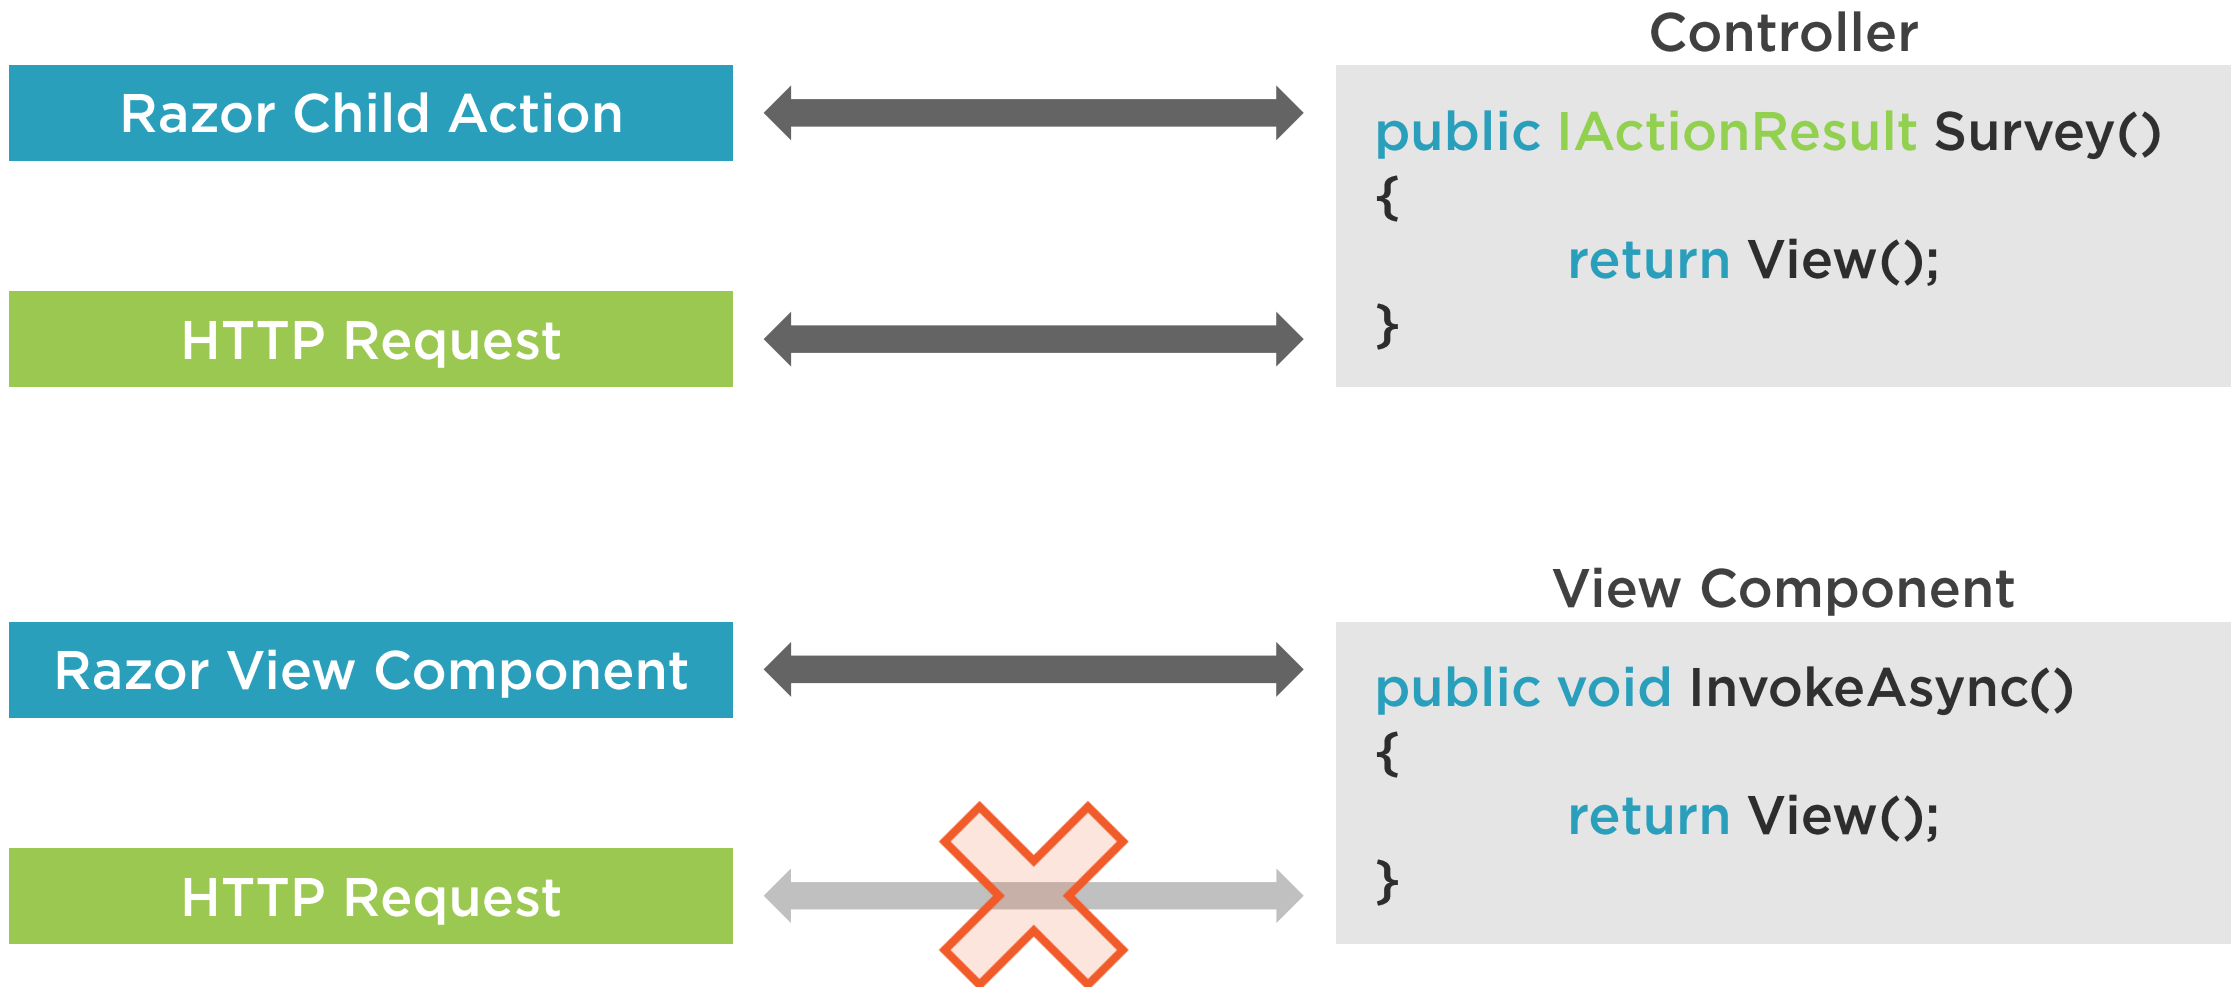 Controller
Razor Child Action
public IActionResult Survey()
{
return View();
}
HTTP Request
View Component
Razor View Component
public void InvokeAsync()
{
return View();
}
HTTP Request